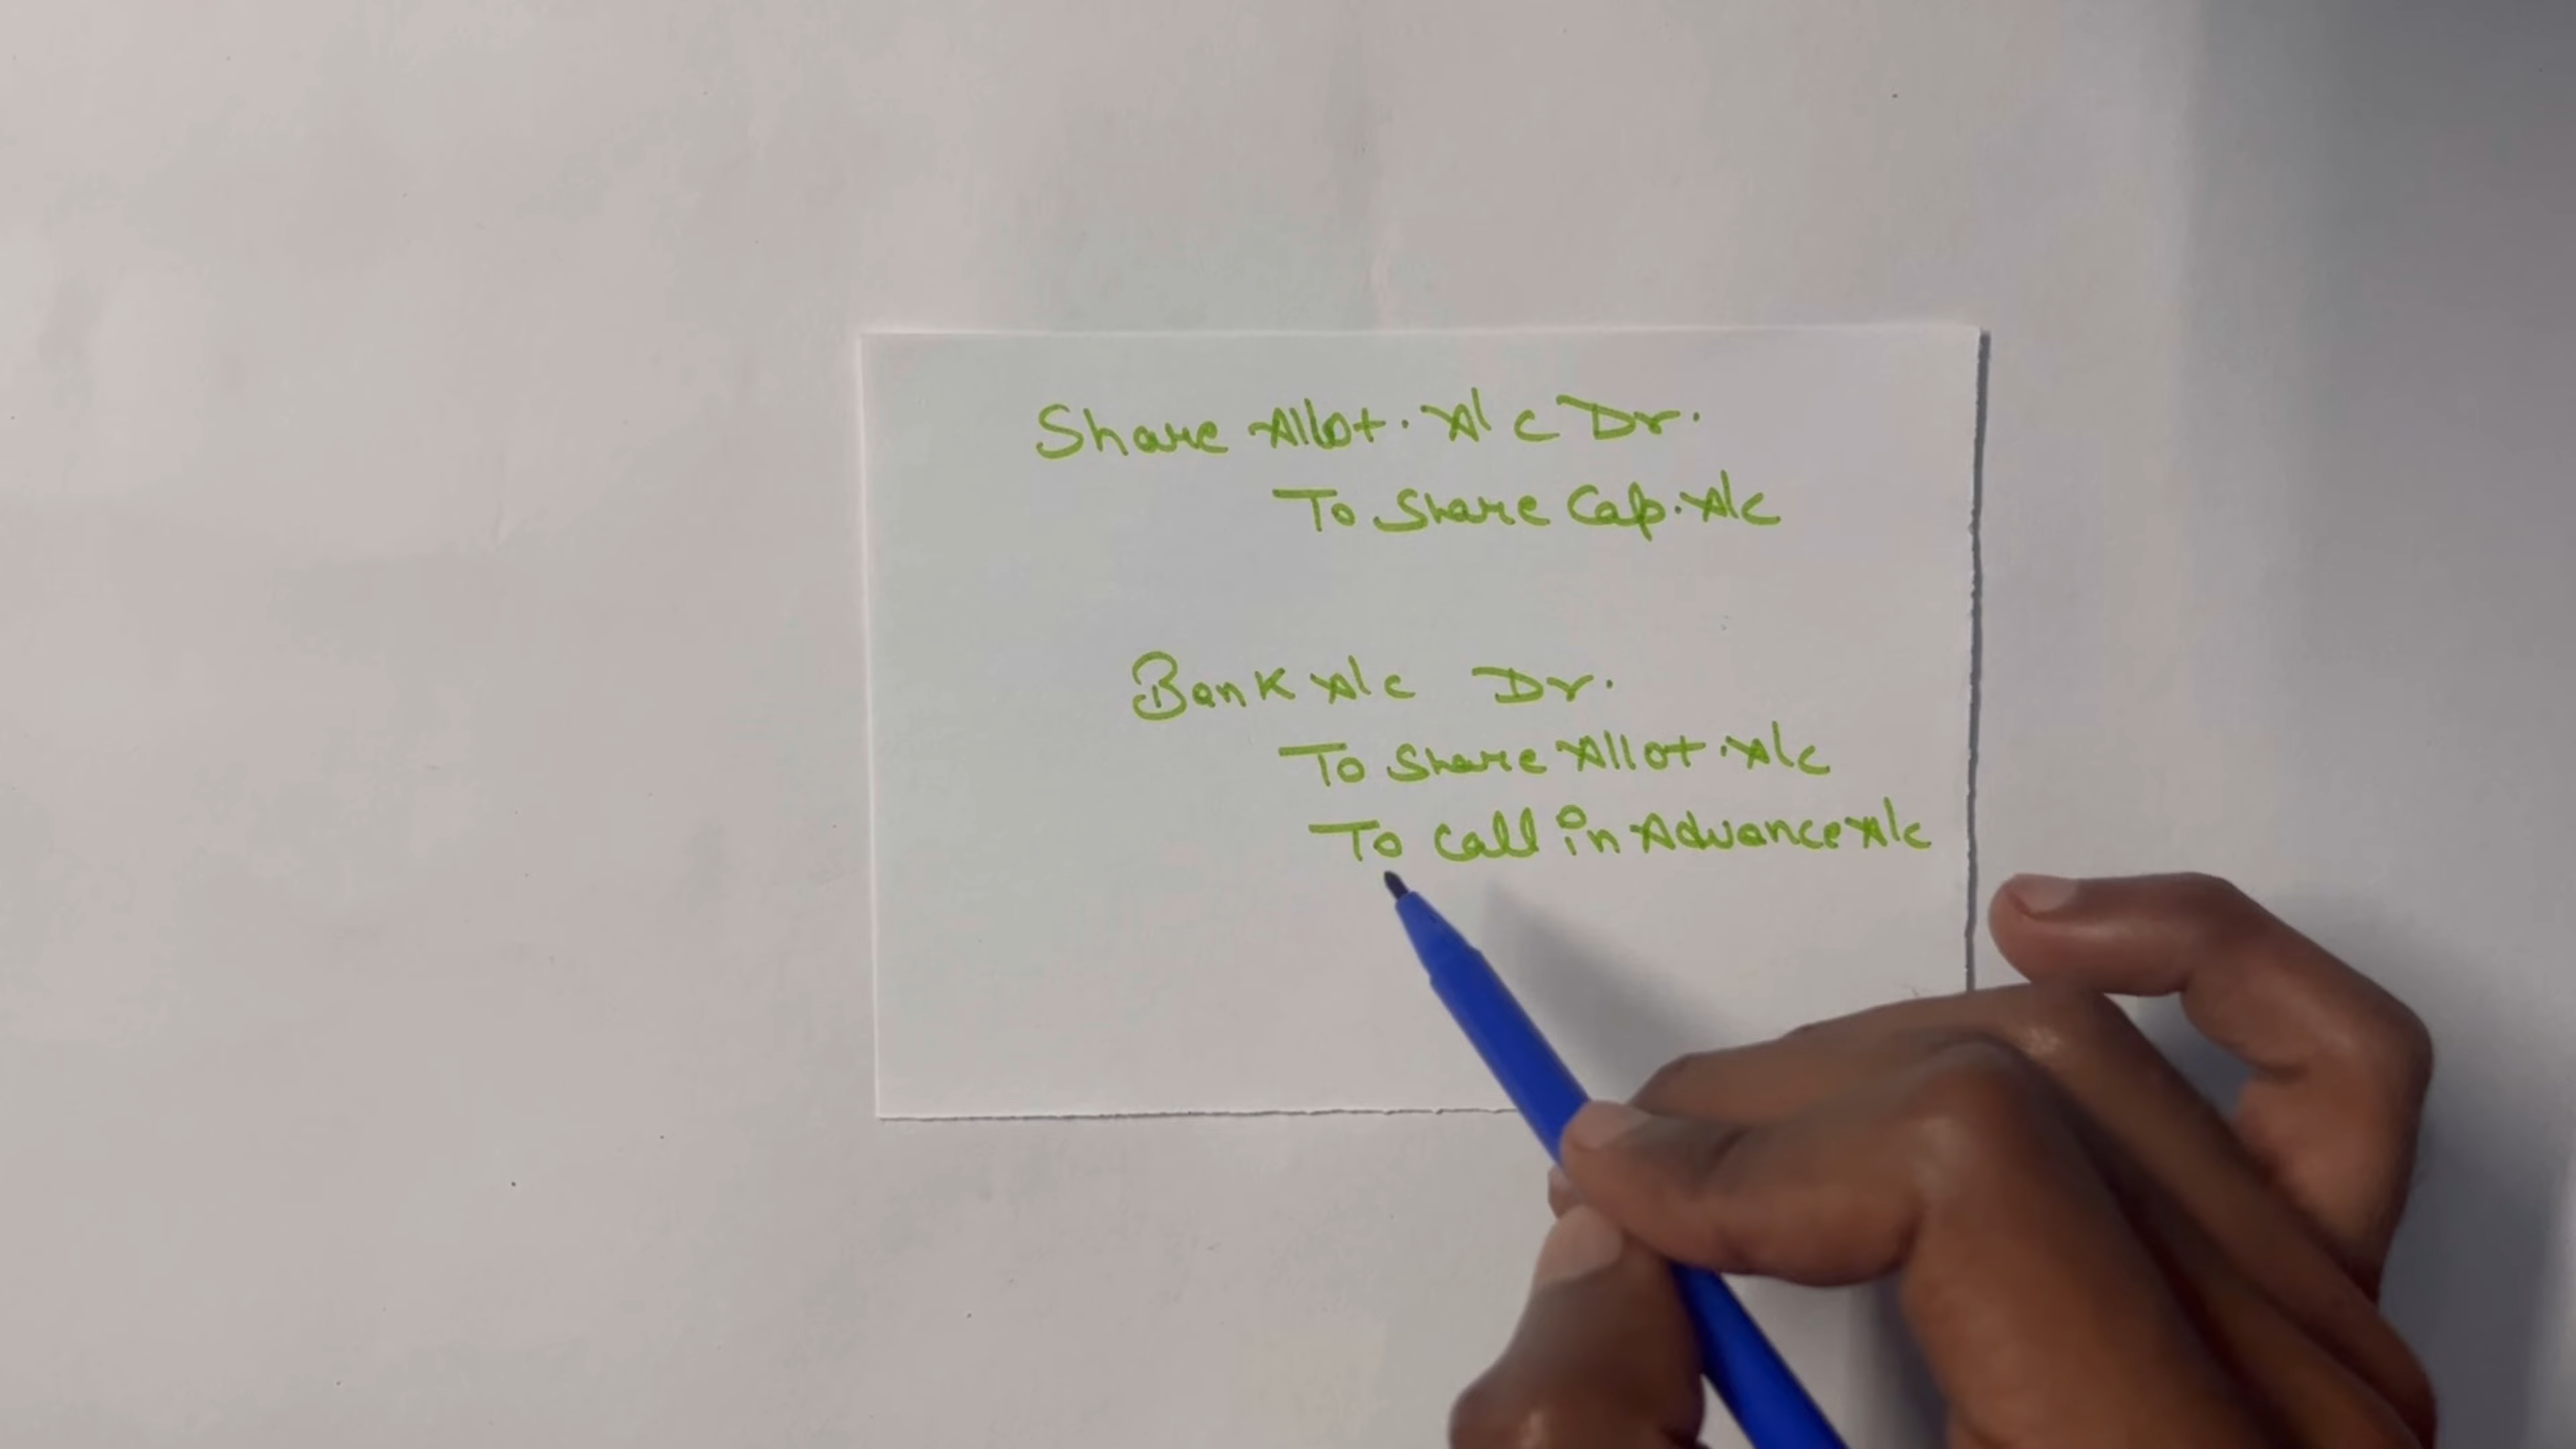 Share Allot. A/c Dr.
To Share Cap. A/c
Bank A/c Dr.
To Share Allot. A/c
To Call in Advance A/c